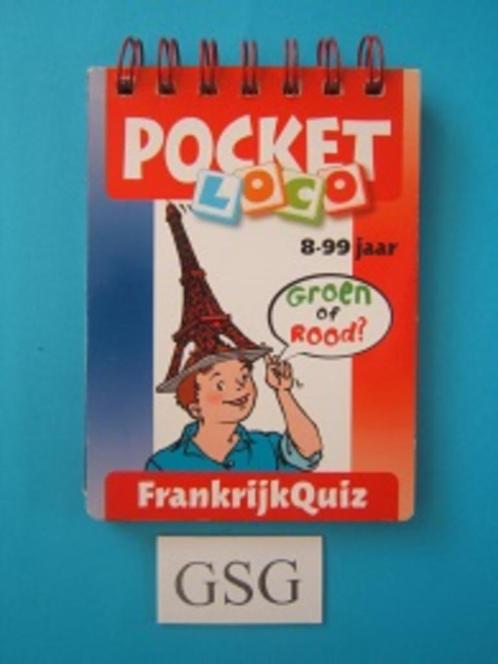 POCKET
LOCO
8-99 jaar
Groen
of
Rood?
FrankrijkQuiz
GSG